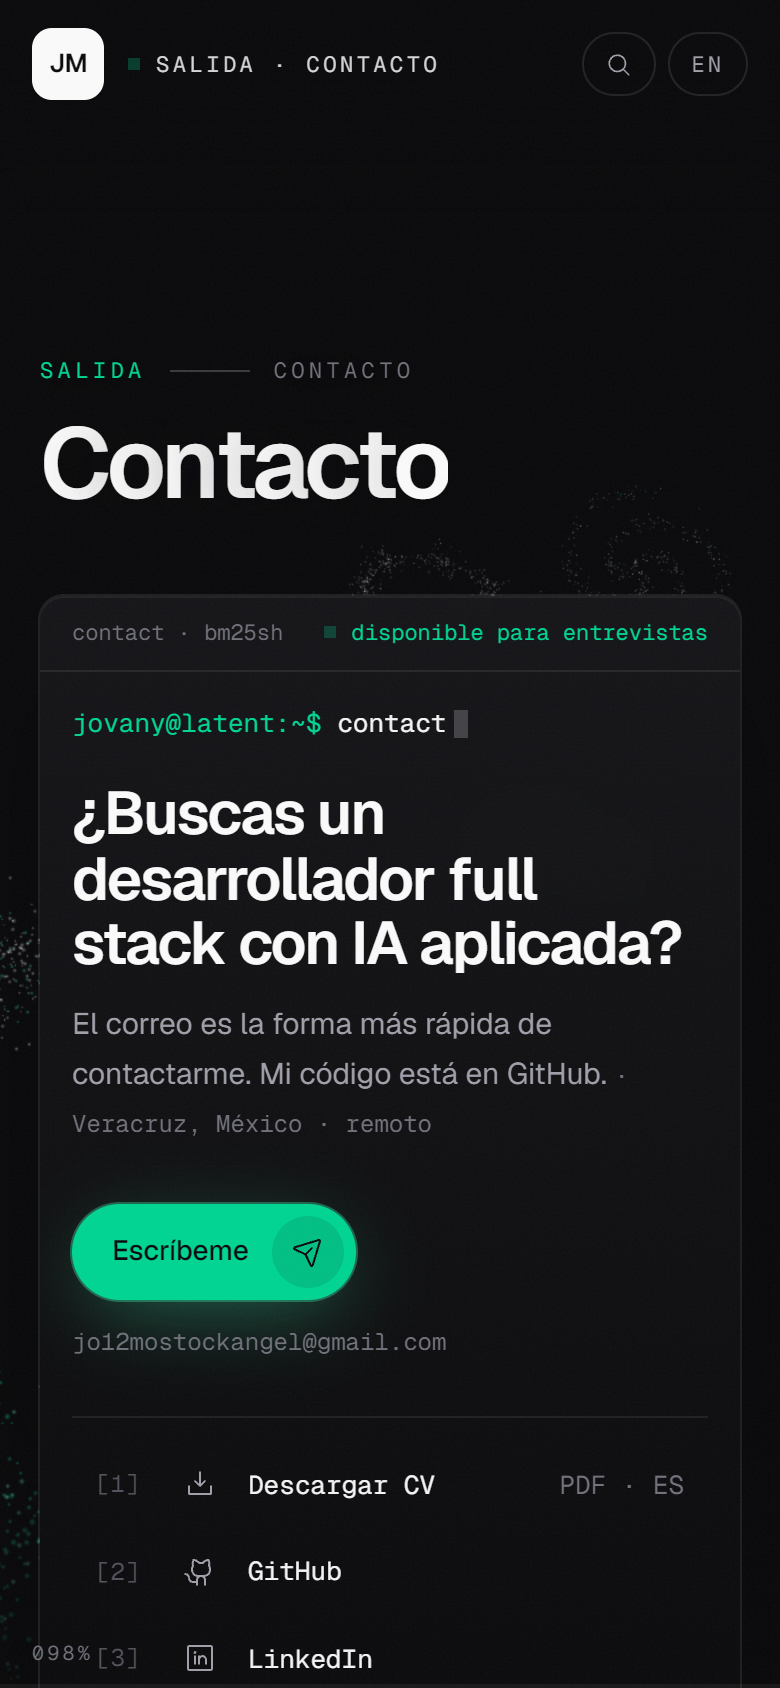 JM
SALIDA · CONTACTO
EN
SALIDA
CONTACTO
Contacto
contact · bm25sh
disponible para entrevistas
jovany@latent:~$ contact
¿Buscas un
desarrollador full
stack con IA aplicada?
El correo es la forma más rápida de
contactarme. Mi código está en GitHub. ·
Veracruz, México · remoto
Escríbeme
jo12mostockangel@gmail.com
[1] Descargar CV PDF · ES
[2] GitHub
098%
[3] LinkedIn